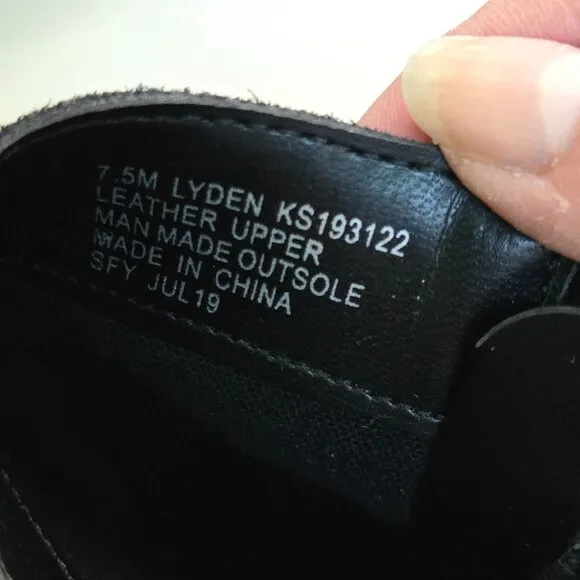 7.5M LYDEN KS193122
LEATHER UPPER
MAN MADE OUTSOLE
MADE IN CHINA
SFY JUL19